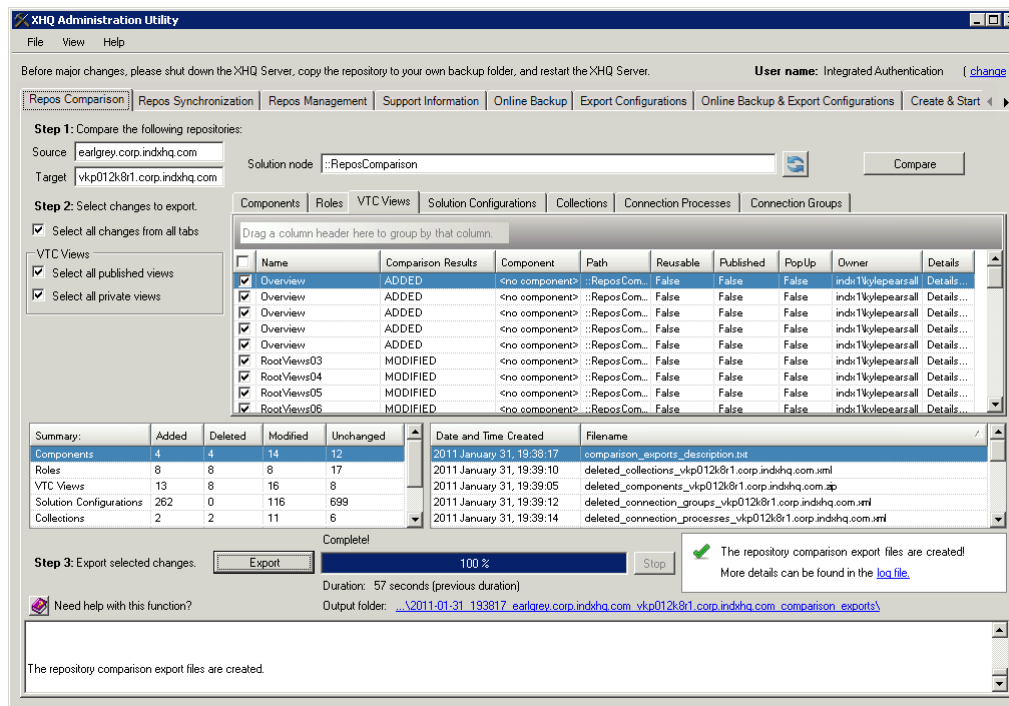 XHQ Administration Utility
File View Help
Before major changes, please shut down the XHQ Server, copy the repository to your own backup folder, and restart the XHQ Server. User name: Integrated Authentication ( change
Repos Comparison Repos Synchronization Repos Management Support Information Online Backup Export Configurations Online Backup & Export Configurations Create & Start
Step 1: Compare the following repositories:
Source earlgrey.corp.indxhq.com
Target vkp012k8r1.corp.indxhq.com
Solution node ::ReposComparison Compare
Step 2: Select changes to export.
Select all changes from all tabs
VTC Views
Select all published views
Select all private views
Components Roles VTC Views Solution Configurations Collections Connection Processes Connection Groups
Drag a column header here to group by that column.
Name Comparison Results Component Path Reusable Published PopUp Owner Details
Overview ADDED <no component> ::ReposCom... False False False indx1\kylepearsall Details...
Overview ADDED <no component> ::ReposCom... False False False indx1\kylepearsall Details...
Overview ADDED <no component> ::ReposCom... False False False indx1\kylepearsall Details...
Overview ADDED <no component> ::ReposCom... False False False indx1\kylepearsall Details...
Overview ADDED <no component> ::ReposCom... False False False indx1\kylepearsall Details...
RootViews03 MODIFIED <no component> ::ReposCom... False False False indx1\kylepearsall Details...
RootViews04 MODIFIED <no component> ::ReposCom... False False False indx1\kylepearsall Details...
RootViews05 MODIFIED <no component> ::ReposCom... False False False indx1\kylepearsall Details...
RootViews06 MODIFIED <no component> ::ReposCom... False False False indx1\kylepearsall Details...
Summary: Added Deleted Modified Unchanged
Components 4 4 14 12
Roles 8 8 8 17
VTC Views 13 8 16 8
Solution Configurations 262 0 116 699
Collections 2 2 11 6
Date and Time Created Filename
2011 January 31, 19:38:17 comparison_exports_description.txt
2011 January 31, 19:39:10 deleted_collections_vkp012k8r1.corp.indxhq.com.xml
2011 January 31, 19:39:05 deleted_components_vkp012k8r1.corp.indxhq.com.zip
2011 January 31, 19:39:12 deleted_connection_groups_vkp012k8r1.corp.indxhq.com.xml
2011 January 31, 19:39:14 deleted_connection_processes_vkp012k8r1.corp.indxhq.com.xml
Complete!
Step 3: Export selected changes. Export 100 % Stop
Duration: 57 seconds (previous duration)
The repository comparison export files are created!
More details can be found in the log file.
Need help with this function?
Output folder: ...\2011-01-31_193817_earlgrey.corp.indxhq.com_vkp012k8r1.corp.indxhq.com_comparison_exports\
The repository comparison export files are created.